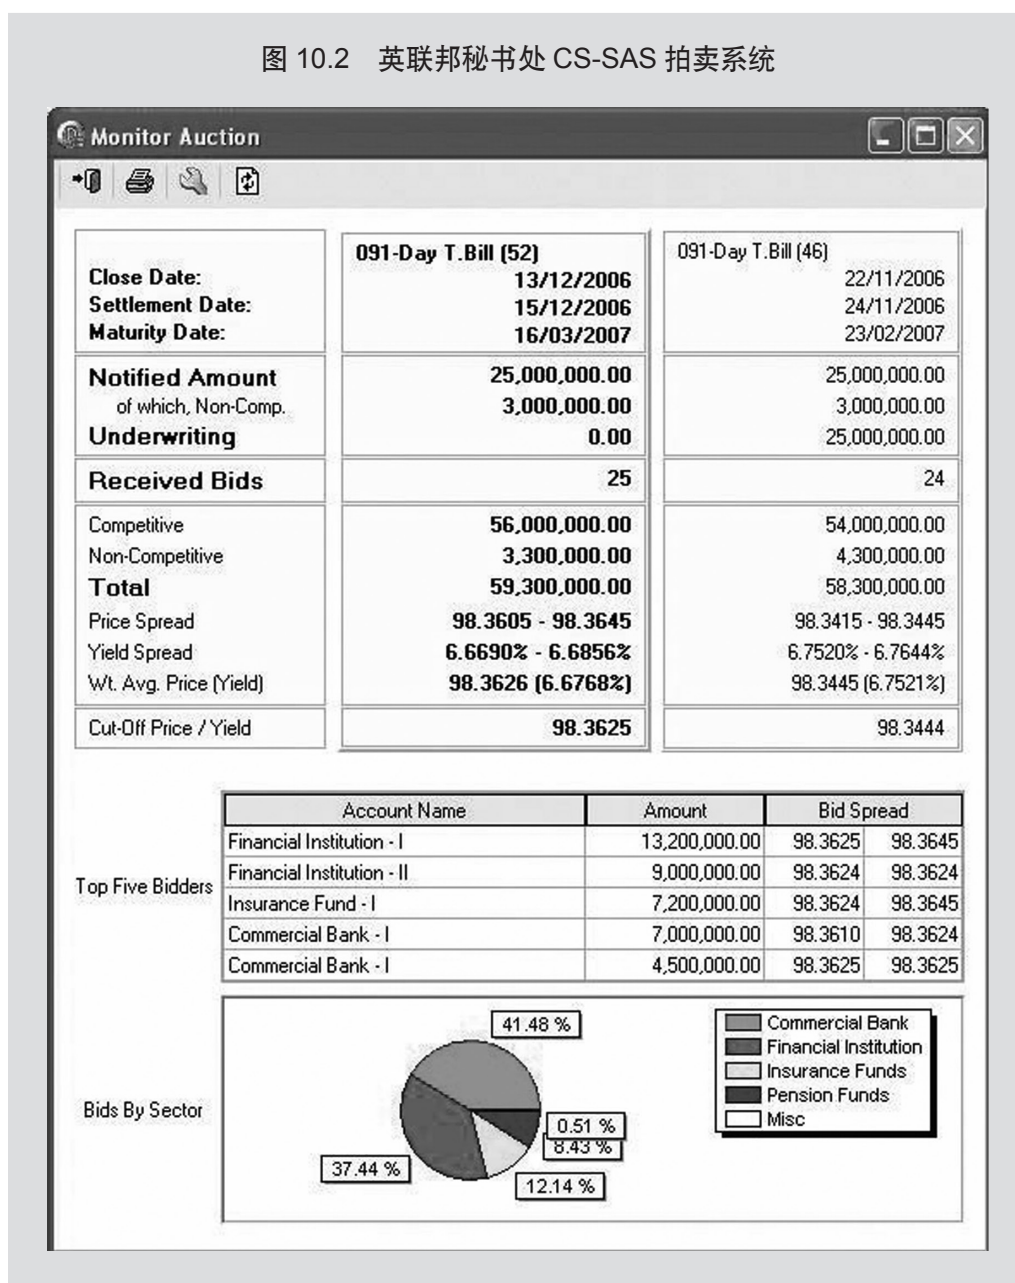 图 10.2 英联邦秘书处 CS-SAS 拍卖系统
Monitor Auction
091-Day T.Bill (52) 091-Day T.Bill (46)
Close Date: 13/12/2006 22/11/2006
Settlement Date: 15/12/2006 24/11/2006
Maturity Date: 16/03/2007 23/02/2007
Notified Amount 25,000,000.00 25,000,000.00
of which, Non-Comp. 3,000,000.00 3,000,000.00
Underwriting 0.00 25,000,000.00
Received Bids 25 24
Competitive 56,000,000.00 54,000,000.00
Non-Competitive 3,300,000.00 4,300,000.00
Total 59,300,000.00 58,300,000.00
Price Spread 98.3605 - 98.3645 98.3415 - 98.3445
Yield Spread 6.6690% - 6.6856% 6.7520% - 6.7644%
Wt. Avg. Price (Yield) 98.3626 (6.6768%) 98.3445 (6.7521%)
Cut-Off Price / Yield 98.3625 98.3444
Account Name Amount Bid Spread
Financial Institution - I 13,200,000.00 98.3625 98.3645
Financial Institution - II 9,000,000.00 98.3624 98.3624
Top Five Bidders
Insurance Fund - I 7,200,000.00 98.3624 98.3645
Commercial Bank - I 7,000,000.00 98.3610 98.3624
Commercial Bank - I 4,500,000.00 98.3625 98.3625
Bids By Sector
41.48 %
0.51 %
8.43 %
37.44 %
12.14 %
Commercial Bank
Financial Institution
Insurance Funds
Pension Funds
Misc